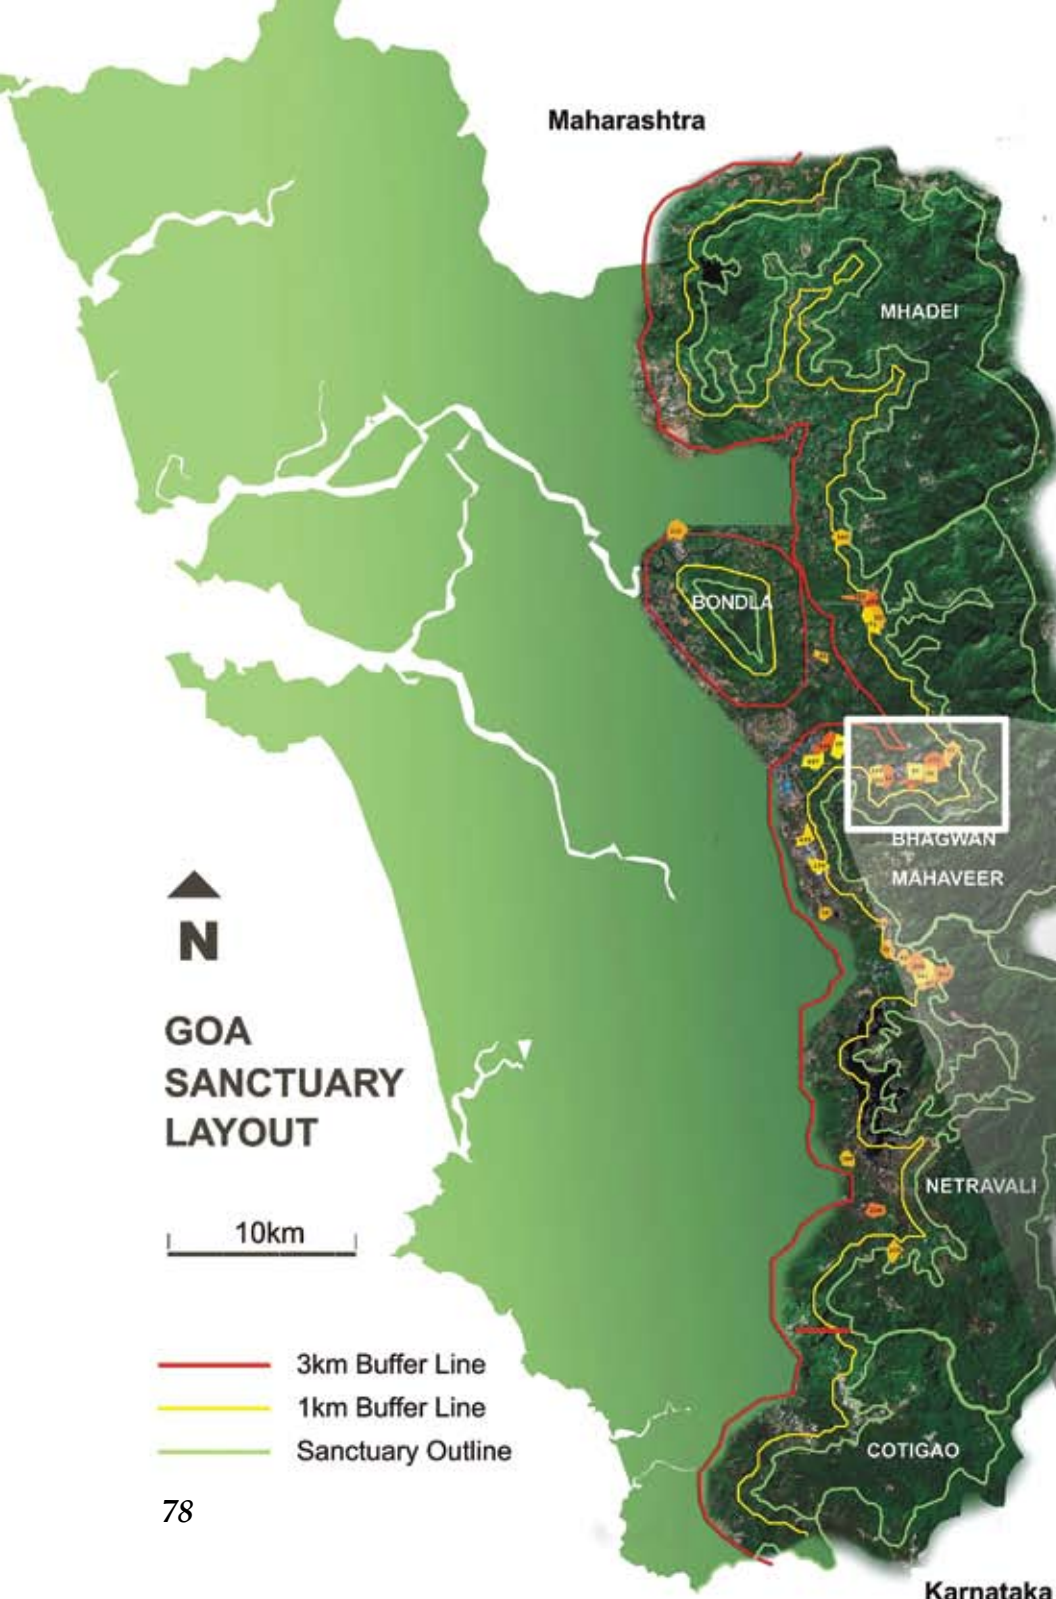 Maharashtra
MHADEI
BONDLA
BHAGWAN
MAHAVEER
N
GOA
SANCTUARY
LAYOUT
NETRAVALI
10km
3km Buffer Line
1km Buffer Line
Sanctuary Outline
COTIGAO
78
Karnataka